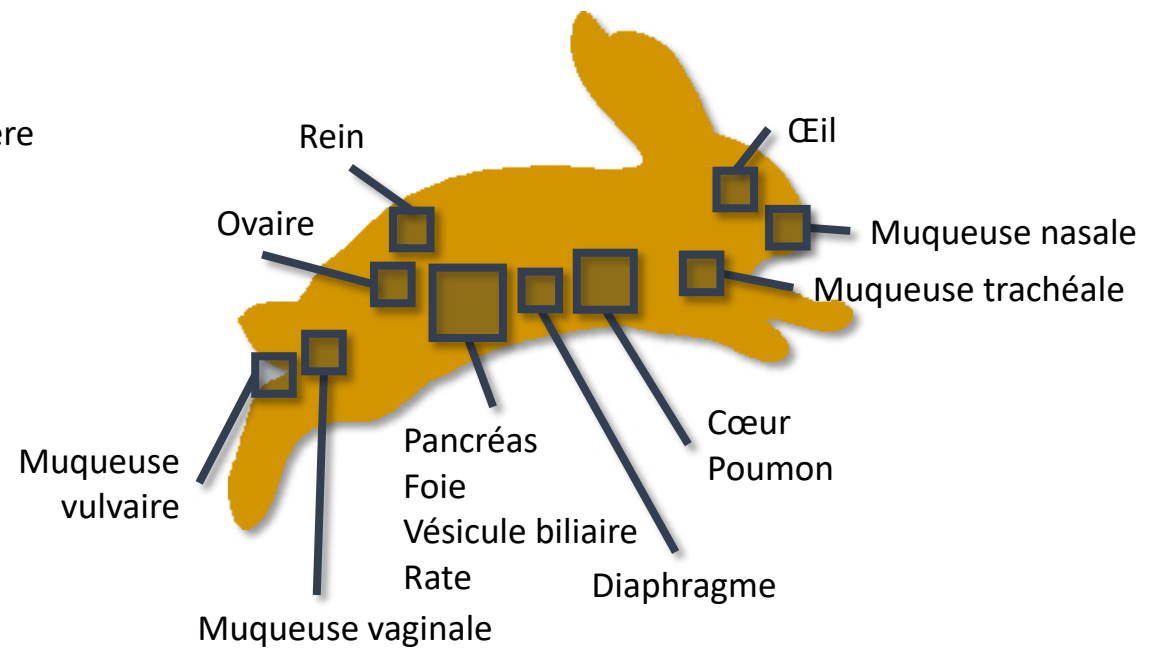 Rein
Œil
Ovaire
Muqueuse nasale
Muqueuse trachéale
Muqueuse
vulvaire
Pancréas
Foie
Vésicule biliaire
Rate
Cœur
Poumon
Diaphragme
Muqueuse vaginale